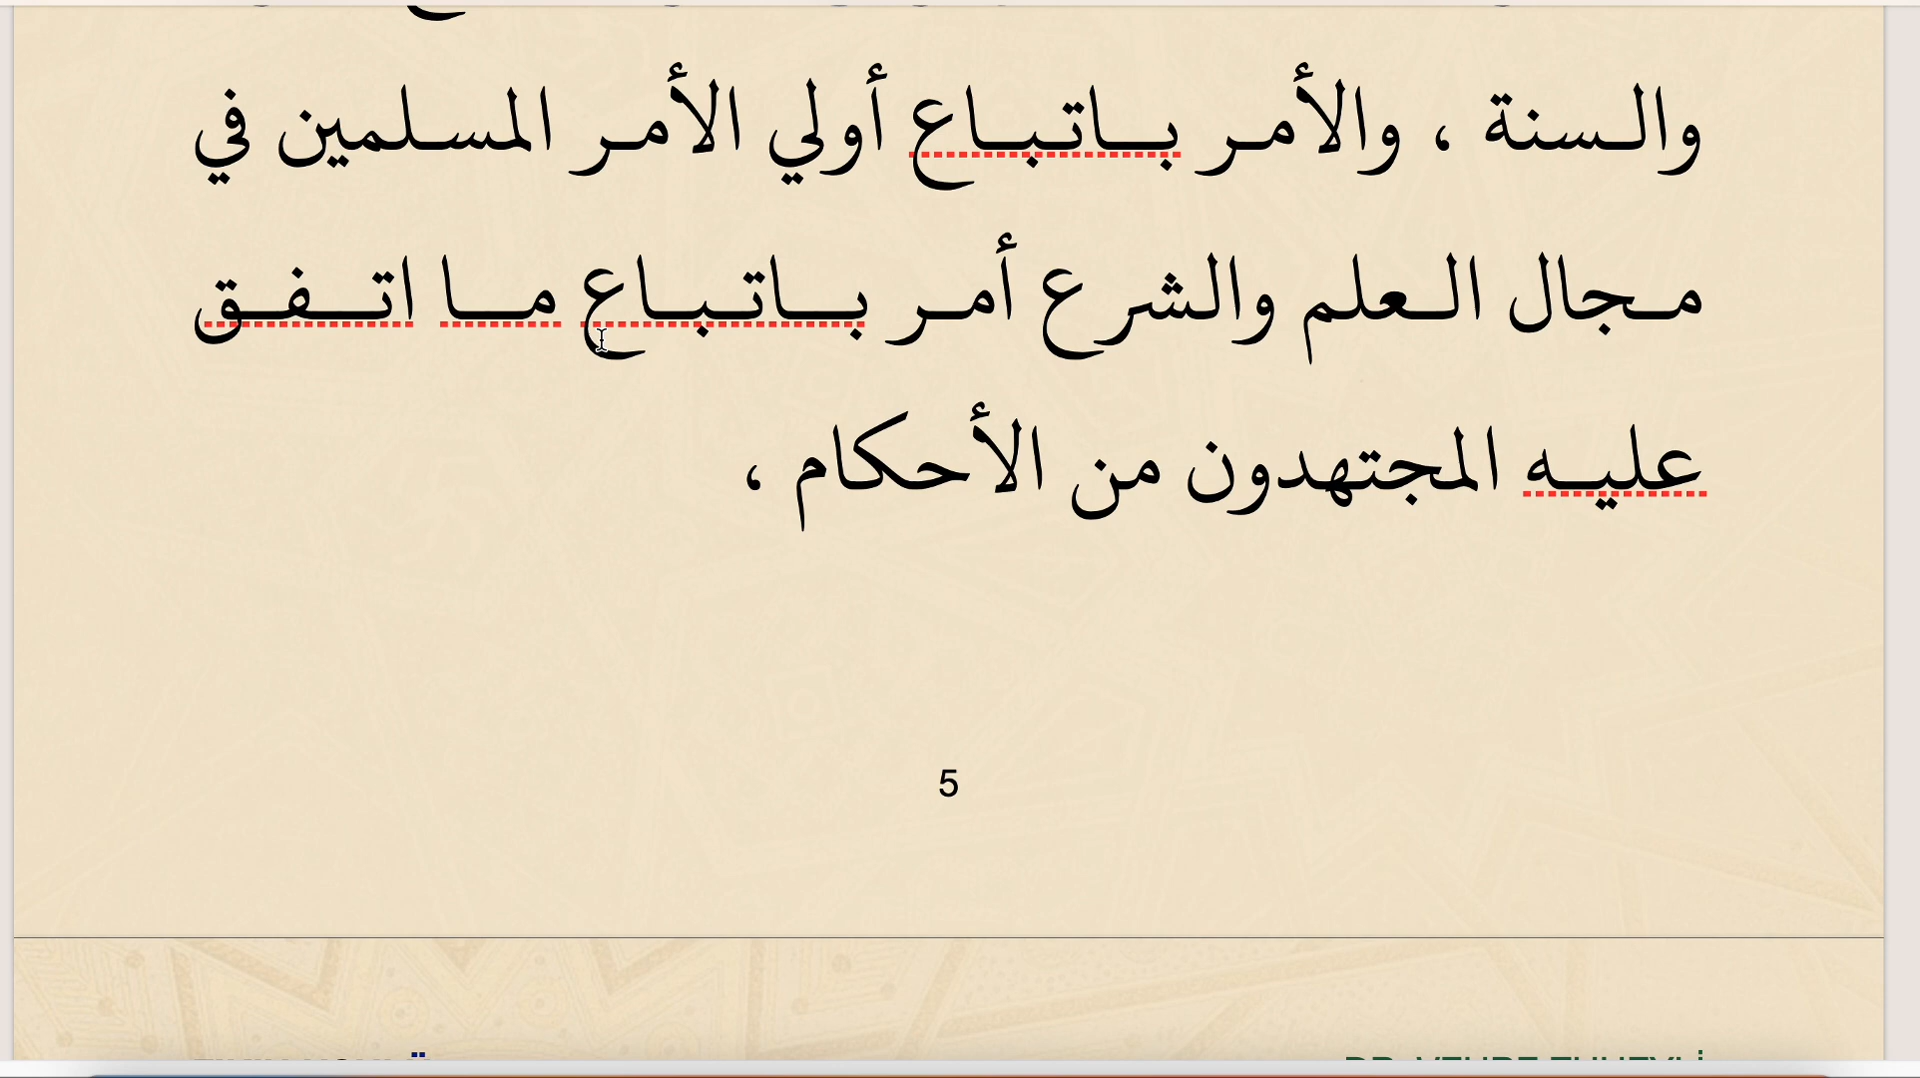 والسنة ، والأمر باتباع أولي الأمر المسلمين في
مجال العلم والشرع أمر باتباع ما اتفق
عليه المجتهدون من الأحكام ،
5